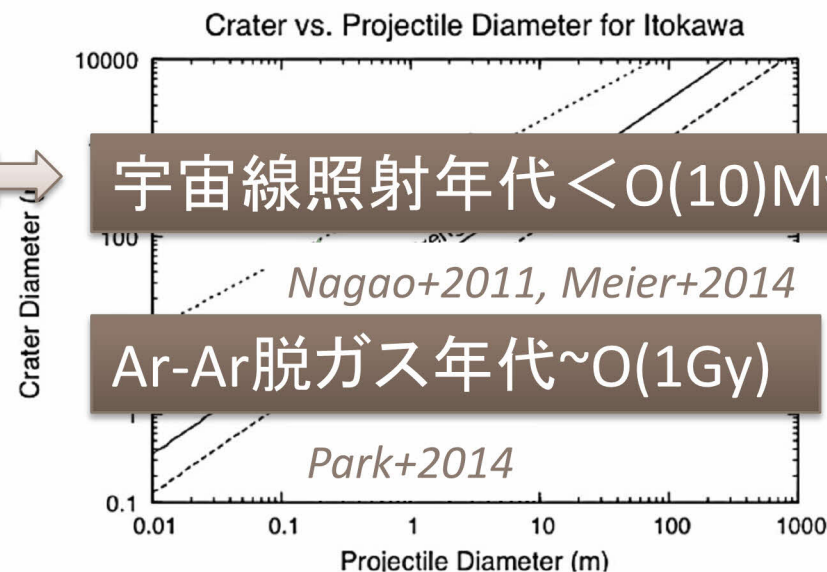 Crater vs. Projectile Diameter for Itokawa
10000
宇宙線照射年代＜O(10)M
100
Nagao+2011, Meier+2014
Ar-Ar脱ガス年代~O(1Gy)
Park+2014
0.1
0.01 0.1 1 10 100 1000
Projectile Diameter (m)
Crater Diameter